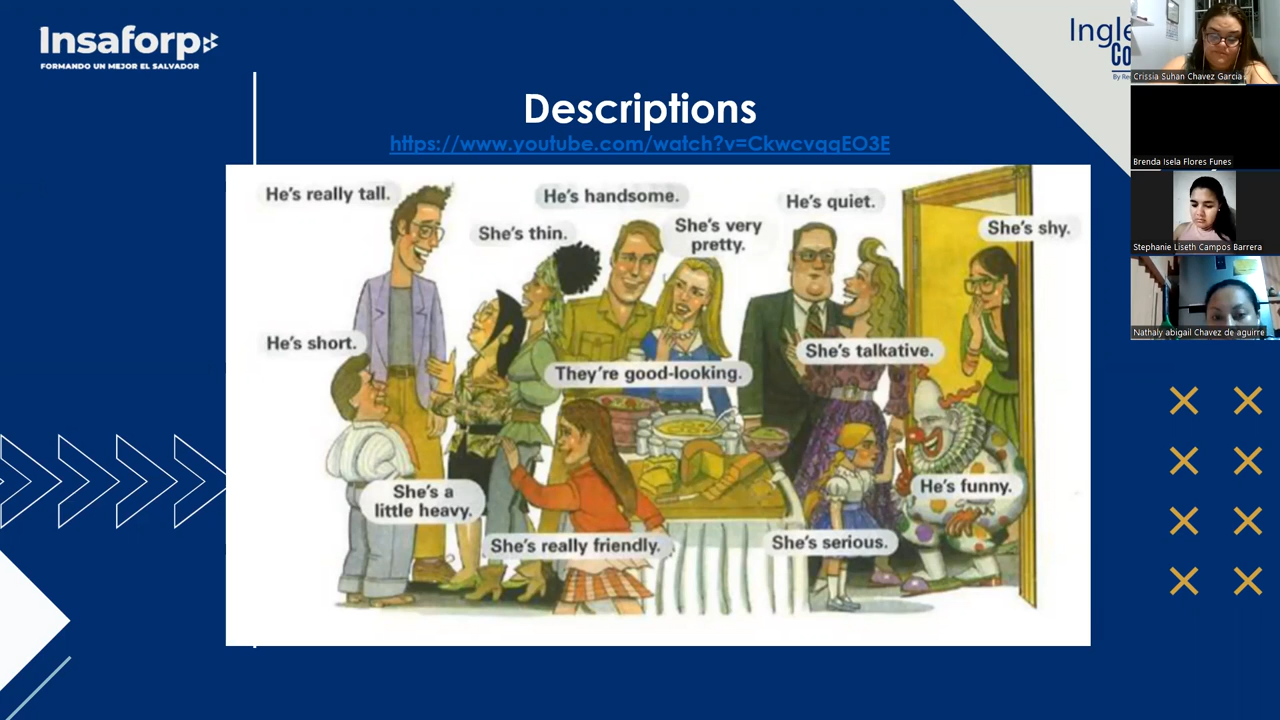 Insaforp
FORMANDO UN MEJOR EL SALVADOR
Descriptions
https://www.youtube.com/watch?v=CkwcvqqEO3E
He's really tall.
He's handsome.
He's quiet.
She's thin.
She's very
pretty.
She's shy.
He's short.
She's talkative.
They're good-looking.
She's a
little heavy.
He's funny.
She's really friendly.
She's serious.
Ingle
Co
Crissia Suhan Chavez Garcia
Brenda Isela Flores Funes
Stephanie Liseth Campos Barrera
Nathaly abigail Chavez de aguirre